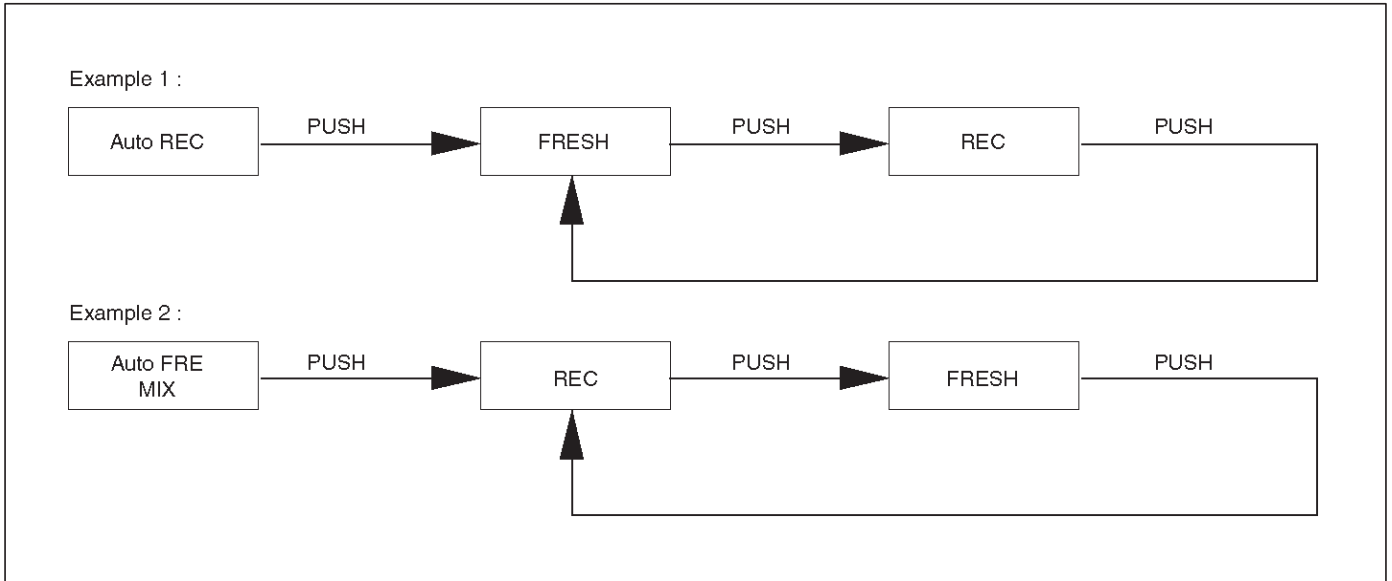 Example 1 :
Auto REC
PUSH
FRESH
PUSH
REC
PUSH
Example 2 :
Auto FRE
MIX
PUSH
REC
PUSH
FRESH
PUSH